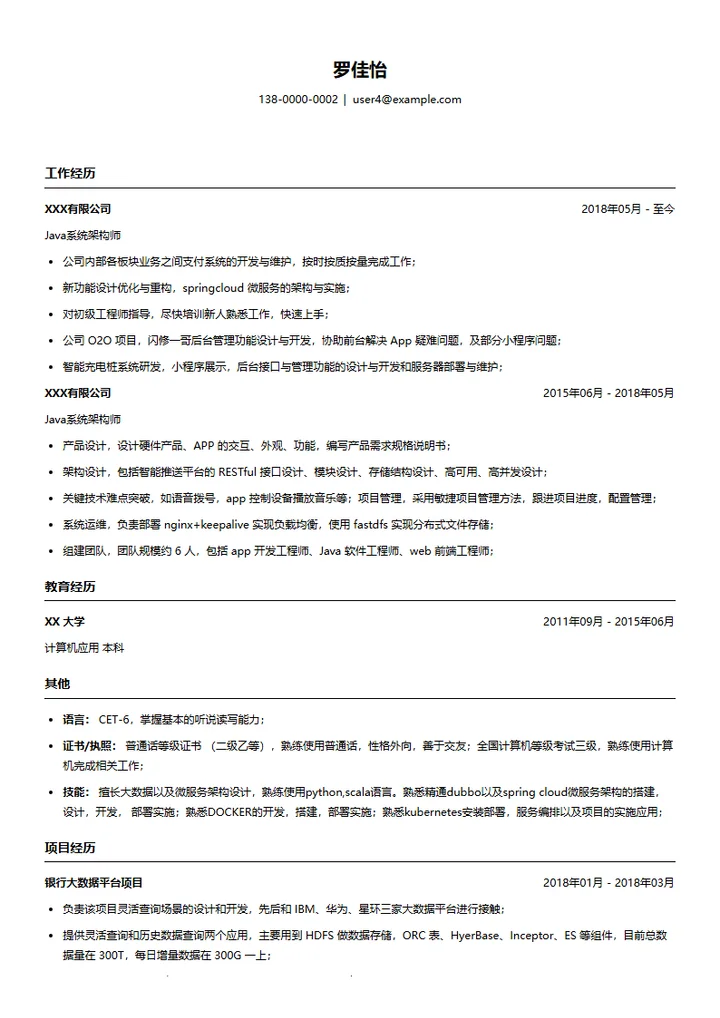 罗佳怡
138-0000-0002 | user4@example.com
工作经历
XXX有限公司 2018年05月 - 至今
Java系统架构师
• 公司内部各板块业务之间支付系统的开发与维护，按时按质按量完成工作；
• 新功能设计优化与重构，springcloud 微服务的架构与实施；
• 对初级工程师指导，尽快培训新人熟悉工作，快速上手；
• 公司 O2O 项目，闪修一哥后台管理功能设计与开发，协助前台解决 App 疑难问题，及部分小程序问题；
• 智能充电桩系统研发，小程序展示，后台接口与管理功能的设计与开发和服务器部署与维护；
XXX有限公司 2015年06月 - 2018年05月
Java系统架构师
• 产品设计，设计硬件产品、APP 的交互、外观、功能，编写产品需求规格说明书；
• 架构设计，包括智能推送平台的 RESTful 接口设计、模块设计、存储结构设计、高可用、高并发设计；
• 关键技术难点突破，如语音拨号，app 控制设备播放音乐等；项目管理，采用敏捷项目管理方法，跟进项目进度，配置管理；
• 系统运维，负责部署 nginx+keepalive 实现负载均衡，使用 fastdfs 实现分布式文件存储；
• 组建团队，团队规模约 6 人，包括 app 开发工程师、Java 软件工程师、web 前端工程师；
教育经历
XX 大学 2011年09月 - 2015年06月
计算机应用 本科
其他
• 语言： CET-6，掌握基本的听说读写能力；
• 证书/执照： 普通话等级证书 （二级乙等），熟练使用普通话，性格外向，善于交友；全国计算机等级考试三级，熟练使用计算
机完成相关工作；
• 技能： 擅长大数据以及微服务架构设计，熟练使用python,scala语言。熟悉精通dubbo以及spring cloud微服务架构的搭建，
设计，开发， 部署实施；熟悉DOCKER的开发，搭建，部署实施；熟悉kubernetes安装部署，服务编排以及项目的实施应用；
项目经历
银行大数据平台项目 2018年01月 - 2018年03月
• 负责该项目灵活查询场景的设计和开发，先后和 IBM、华为、星环三家大数据平台进行接触；
• 提供灵活查询和历史数据查询两个应用，主要用到 HDFS 做数据存储，ORC 表、HyerBase、Inceptor、ES 等组件，目前总数
据量在 300T，每日增量数据在 300G 一上；